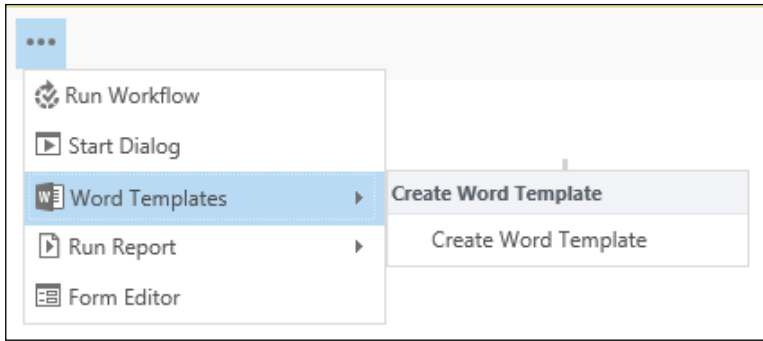 Run Workflow
Start Dialog
Word Templates
Run Report
Form Editor
Create Word Template
Create Word Template